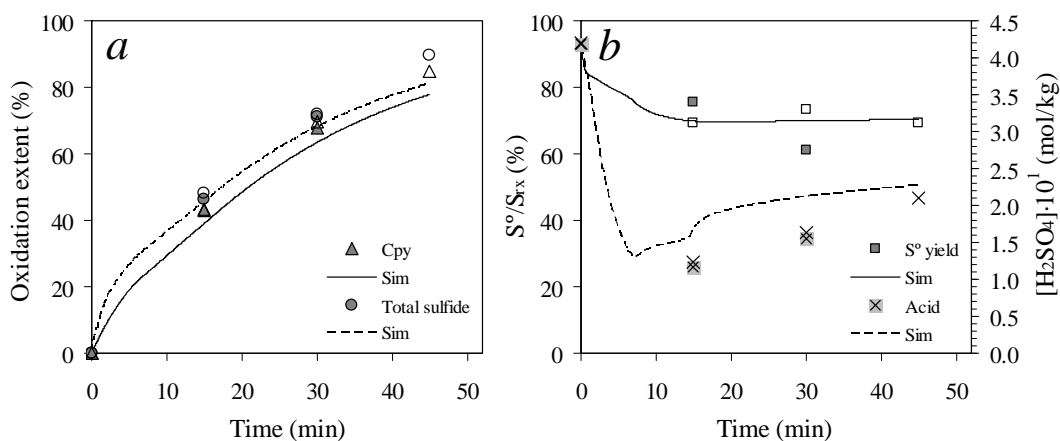 a
100
80
60
40
20
0
Oxidation extent (%)
Cpy
Sim
Total sulfide
Sim
0 10 20 30 40 50
Time (min)
b
100
80
60
40
20
0
Sº/Srx (%)
Sº yield
Sim
Acid
Sim
4.5
4.0
3.5
3.0
2.5
2.0
1.5
1.0
0.5
0.0
[H₂SO₄]·10¹ (mol/kg)
0 10 20 30 40 50
Time (min)